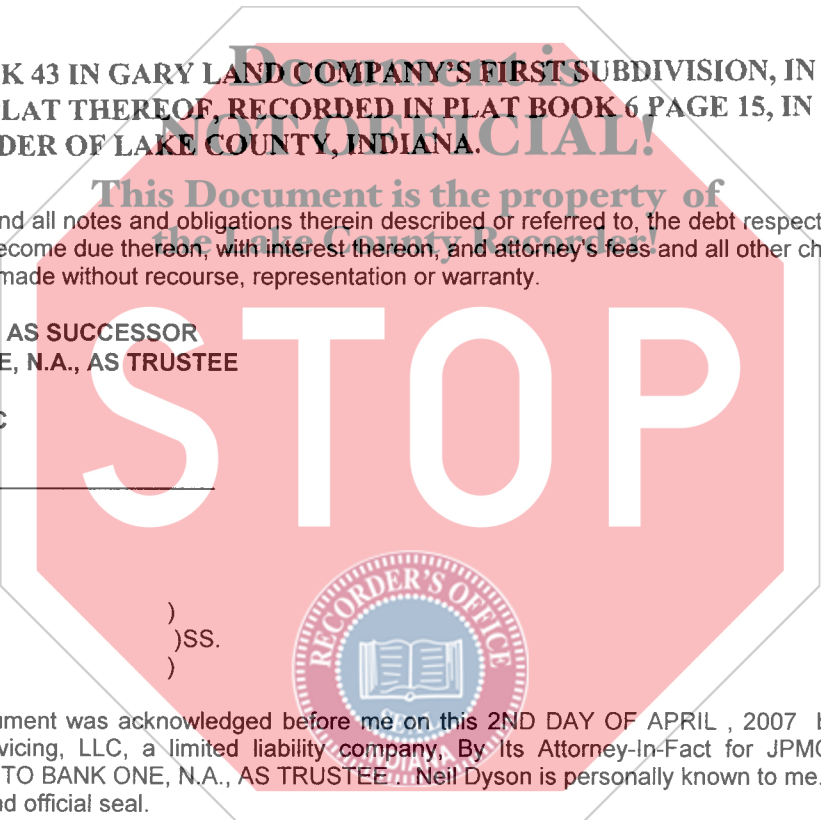 Document is
K 43 IN GARY LAND COMPANY'S FIRST SUBDIVISION, IN
LAT THEREOF, RECORDED IN PLAT BOOK 6 PAGE 15, IN
NOT OFFICIAL!
DER OF LAKE COUNTY, INDIANA.
This Document is the property of
nd all notes and obligations therein described or referred to, the debt respect
the Lake County Recorder!
ecome due thereon, with interest thereon, and attorney's fees and all other ch
made without recourse, representation or warranty.
AS SUCCESSOR
E, N.A., AS TRUSTEE
C
STOP
)
)SS.
)
RECORDER'S OFFICE
SEAL
INDIANA
ument was acknowledged before me on this 2ND DAY OF APRIL , 2007 b
vicing, LLC, a limited liability company, By Its Attorney-In-Fact for JPMO
TO BANK ONE, N.A., AS TRUSTEE . Neil Dyson is personally known to me.
nd official seal.